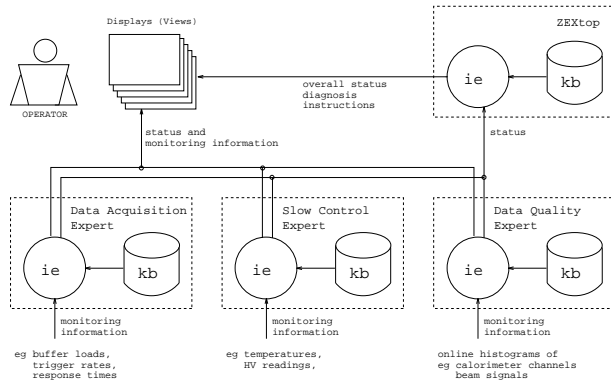 Displays (Views)
ZEXtop
ie
kb
OPERATOR
overall status
diagnosis
instructions
status and
monitoring information
status
Data Acquisition
Expert
ie
kb
Slow Control
Expert
ie
kb
Data Quality
Expert
ie
kb
monitoring
information
monitoring
information
monitoring
information
eg buffer loads,
trigger rates,
response times
eg temperatures,
HV readings,
online histograms of
eg calorimeter channels
beam signals